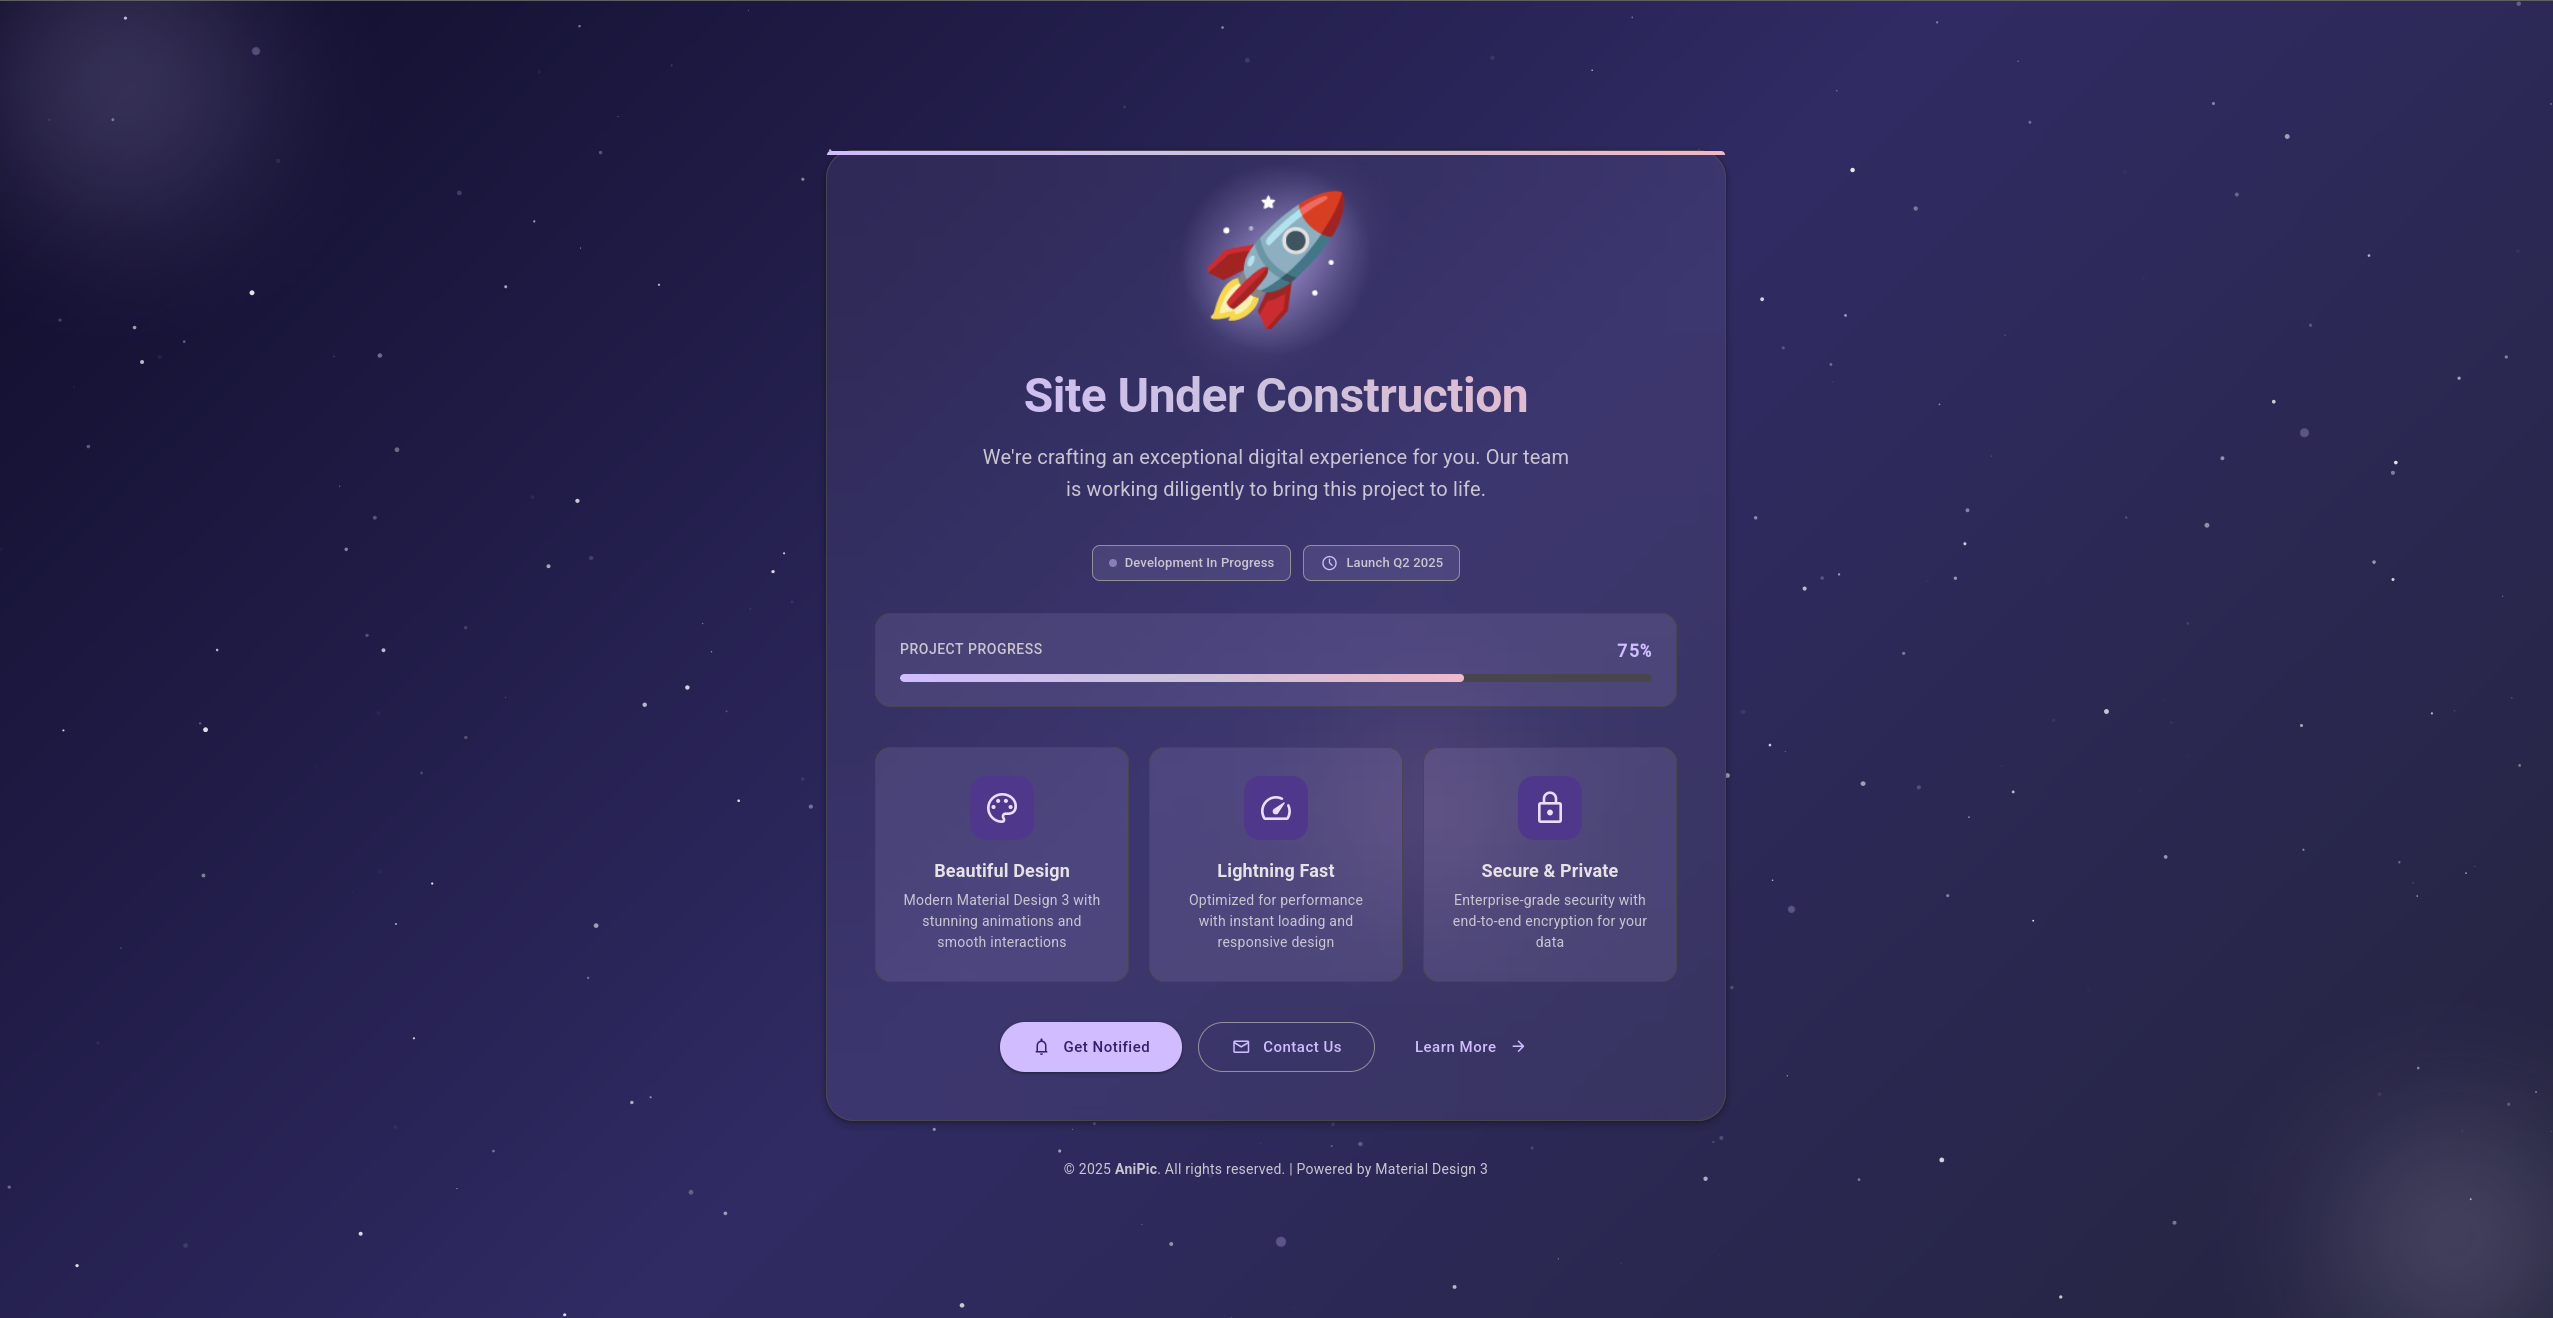 Site Under Construction
We're crafting an exceptional digital experience for you. Our team
is working diligently to bring this project to life.
Development In Progress
Launch Q2 2025
PROJECT PROGRESS
75%
Beautiful Design
Modern Material Design 3 with
stunning animations and
smooth interactions
Lightning Fast
Optimized for performance
with instant loading and
responsive design
Secure & Private
Enterprise-grade security with
end-to-end encryption for your
data
Get Notified
Contact Us
Learn More
© 2025 AniPic. All rights reserved. | Powered by Material Design 3